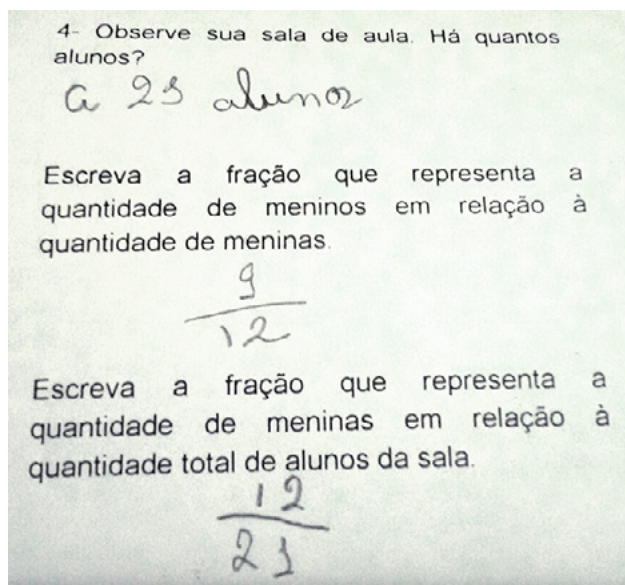 4- Observe sua sala de aula. Há quantos
alunos?
a 21 alunos
Escreva a fração que representa a
quantidade de meninos em relação à
quantidade de meninas.
9
12
Escreva a fração que representa a
quantidade de meninas em relação à
quantidade total de alunos da sala.
12
21